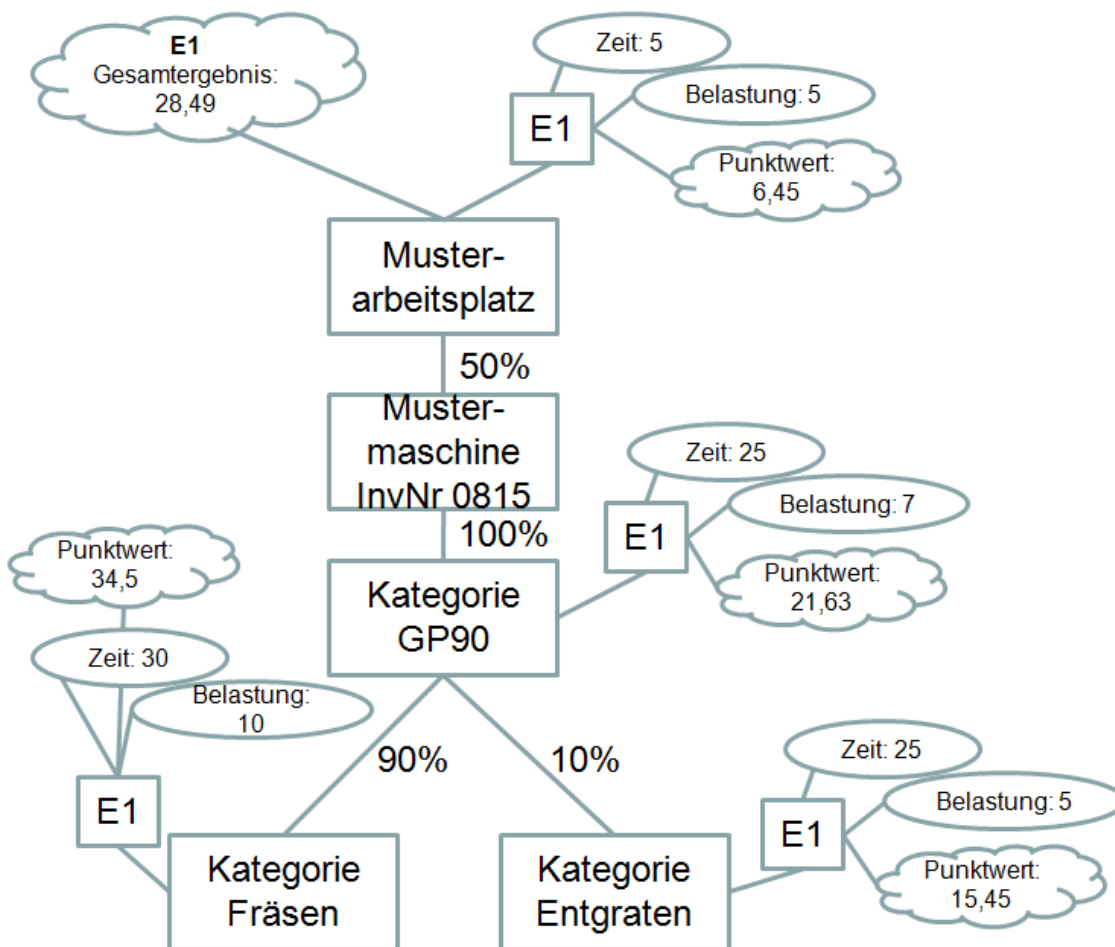 E1
Gesamtergebnis:
28,49
Zeit: 5
Belastung: 5
E1
Punktwert:
6,45
Muster-
arbeitsplatz
50%
Muster-
maschine
InvNr 0815
100%
Zeit: 25
Belastung: 7
E1
Punktwert:
21,63
Kategorie
GP90
Punktwert:
34,5
Zeit: 30
Belastung:
10
E1
90%
10%
Kategorie
Fräsen
Kategorie
Entgraten
Zeit: 25
Belastung: 5
E1
Punktwert:
15,45